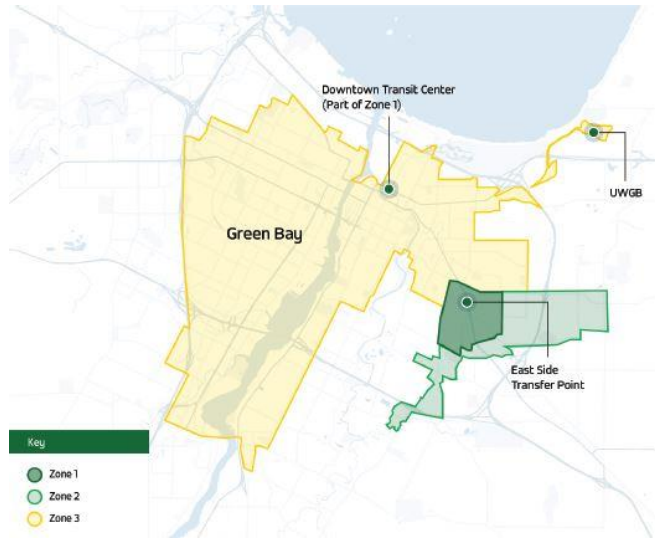 Downtown Transit Center
(Part of Zone 1)
UWGB
Green Bay
East Side
Transfer Point
Key
Zone 1
Zone 2
Zone 3